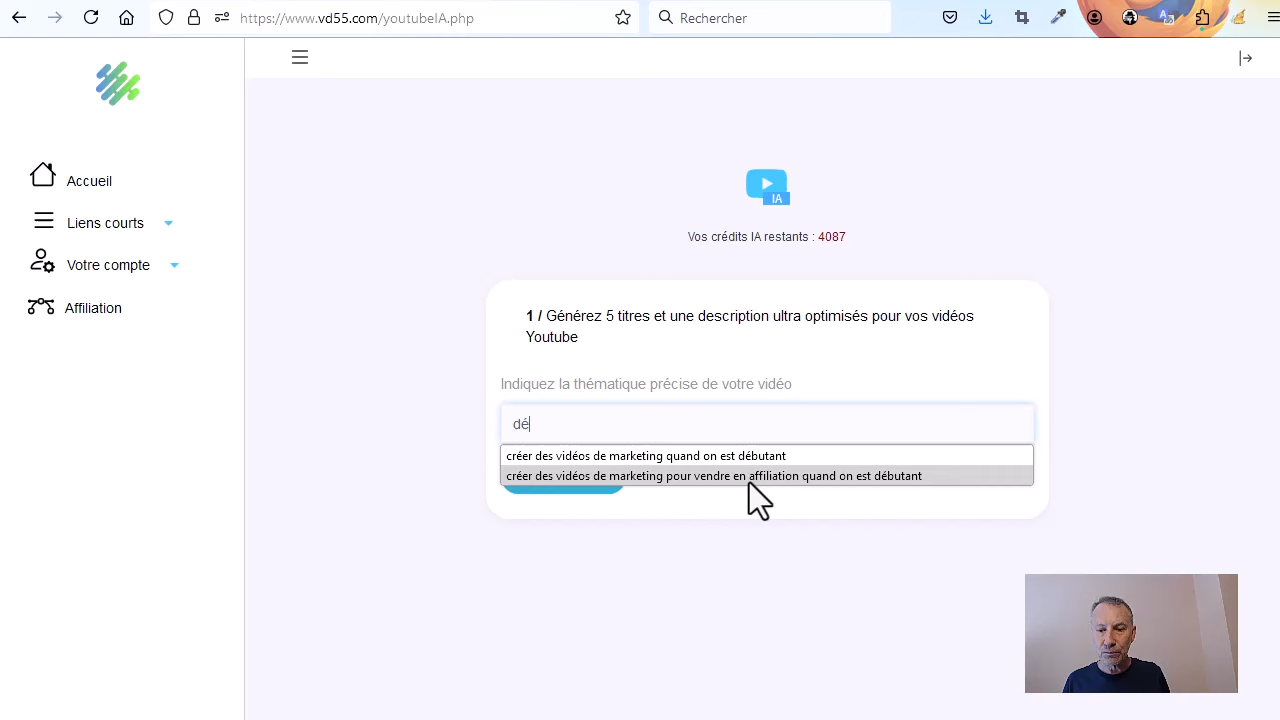 https://www.vd55.com/youtubeIA.php
Rechercher
Accueil
Liens courts
Votre compte
Affiliation
IA
Vos crédits IA restants : 4087
1 / Générez 5 titres et une description ultra optimisés pour vos vidéos
Youtube
Indiquez la thématique précise de votre vidéo
dé
créer des vidéos de marketing quand on est débutant
créer des vidéos de marketing pour vendre en affiliation quand on est débutant